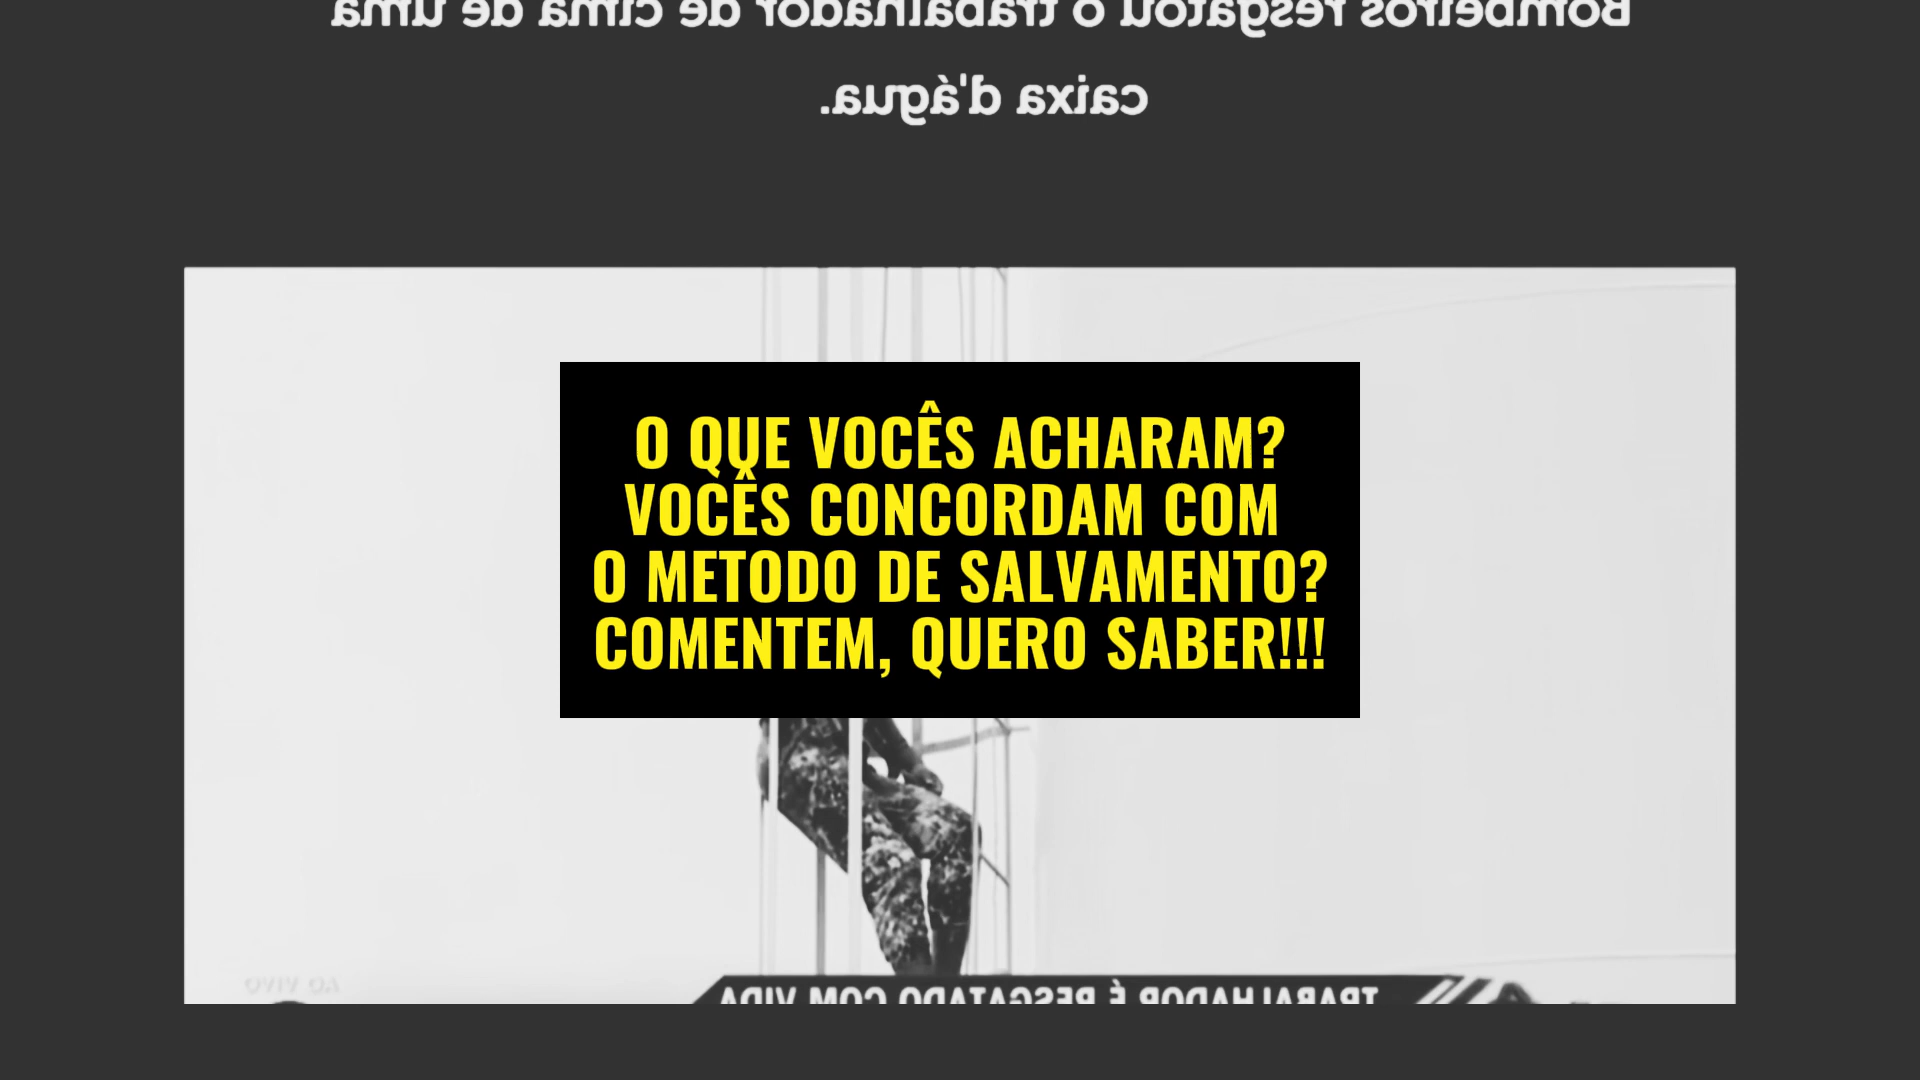 Bombeiros resgatou o trabalhador de cima de uma
caixa d'água.
O QUE VOCÊS ACHARAM?
VOCÊS CONCORDAM COM
O METODO DE SALVAMENTO?
COMENTEM, QUERO SABER!!!
AO VIVO
TRABALHADOR É RESGATADO COM VIDA